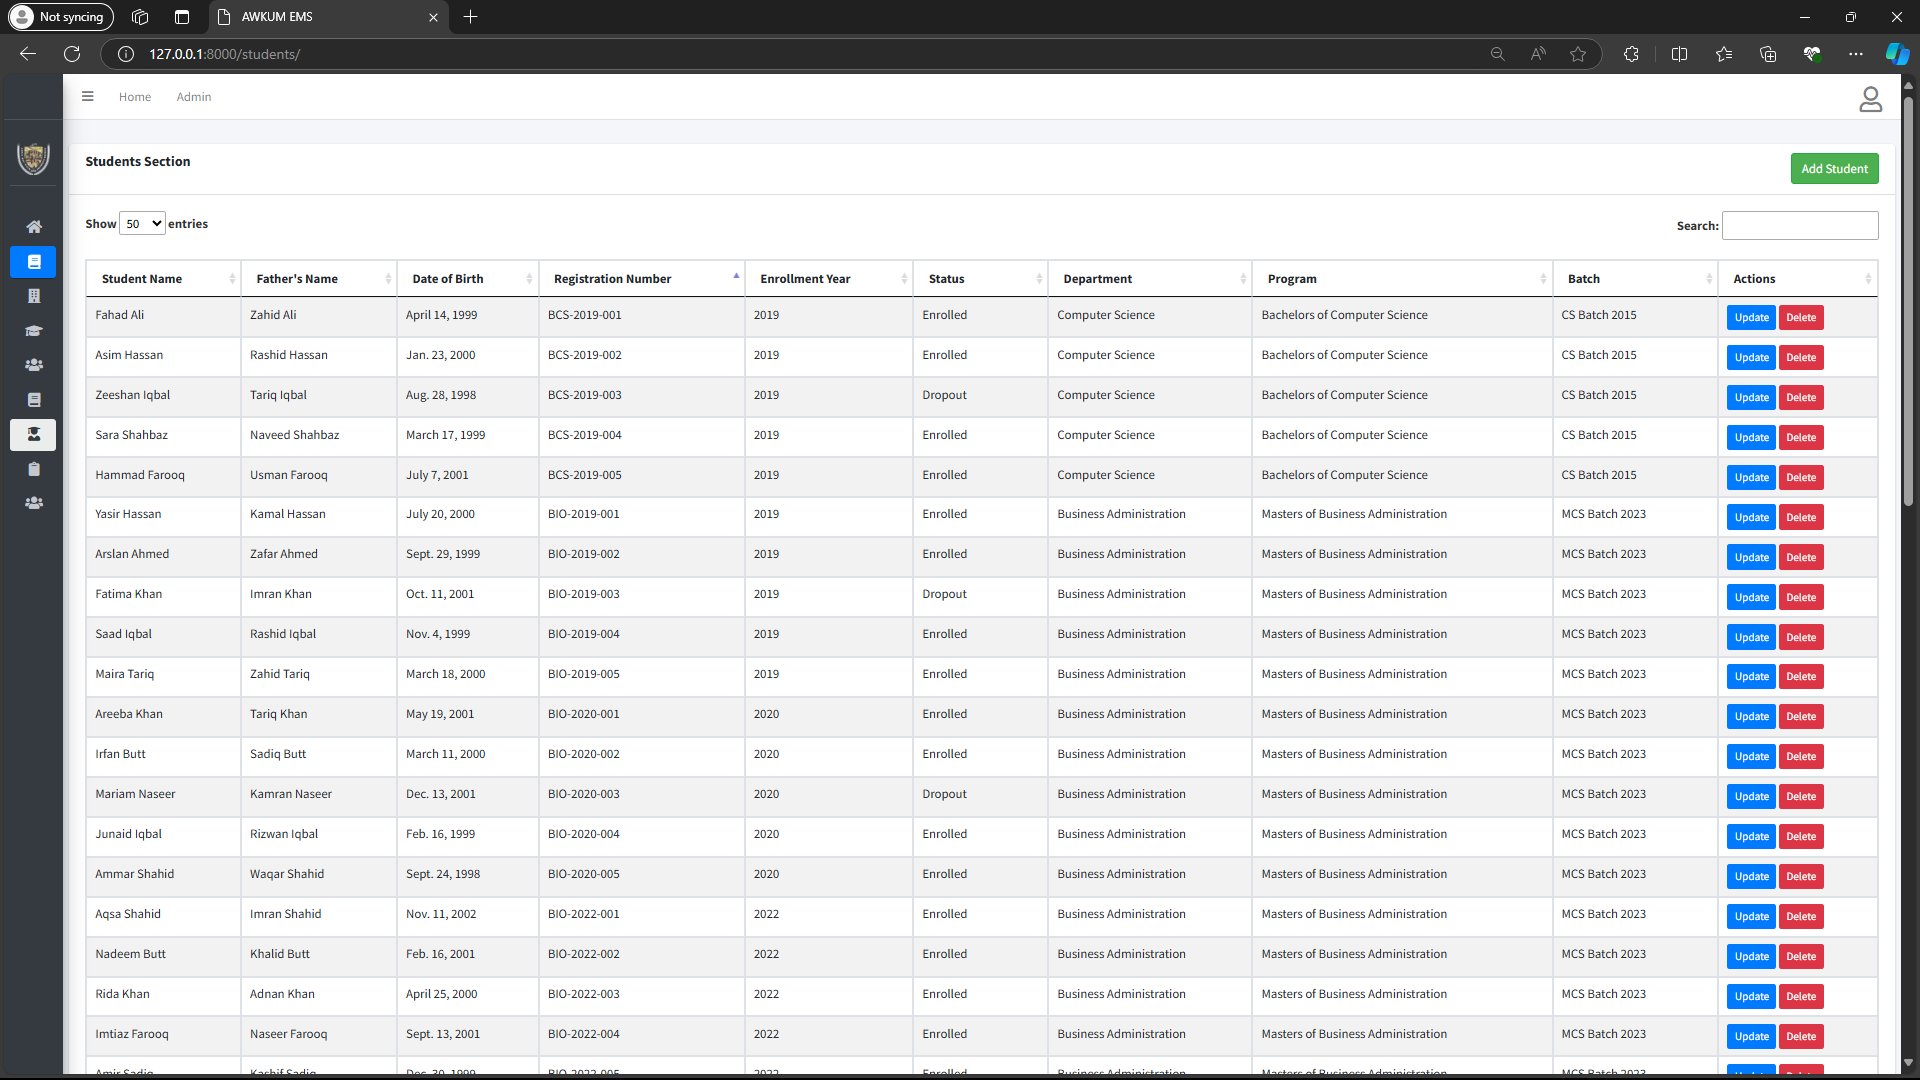 Not syncing AWKUM EMS
127.0.0.1:8000/students/
Home Admin
Students Section
Add Student
Show 50 entries Search:
Student Name Father's Name Date of Birth Registration Number Enrollment Year Status Department Program Batch Actions
Fahad Ali Zahid Ali April 14, 1999 BCS-2019-001 2019 Enrolled Computer Science Bachelors of Computer Science CS Batch 2015 Update Delete
Asim Hassan Rashid Hassan Jan. 23, 2000 BCS-2019-002 2019 Enrolled Computer Science Bachelors of Computer Science CS Batch 2015 Update Delete
Zeeshan Iqbal Tariq Iqbal Aug. 28, 1998 BCS-2019-003 2019 Dropout Computer Science Bachelors of Computer Science CS Batch 2015 Update Delete
Sara Shahbaz Naveed Shahbaz March 17, 1999 BCS-2019-004 2019 Enrolled Computer Science Bachelors of Computer Science CS Batch 2015 Update Delete
Hammad Farooq Usman Farooq July 7, 2001 BCS-2019-005 2019 Enrolled Computer Science Bachelors of Computer Science CS Batch 2015 Update Delete
Yasir Hassan Kamal Hassan July 20, 2000 BIO-2019-001 2019 Enrolled Business Administration Masters of Business Administration MCS Batch 2023 Update Delete
Arslan Ahmed Zafar Ahmed Sept. 29, 1999 BIO-2019-002 2019 Enrolled Business Administration Masters of Business Administration MCS Batch 2023 Update Delete
Fatima Khan Imran Khan Oct. 11, 2001 BIO-2019-003 2019 Dropout Business Administration Masters of Business Administration MCS Batch 2023 Update Delete
Saad Iqbal Rashid Iqbal Nov. 4, 1999 BIO-2019-004 2019 Enrolled Business Administration Masters of Business Administration MCS Batch 2023 Update Delete
Maira Tariq Zahid Tariq March 18, 2000 BIO-2019-005 2019 Enrolled Business Administration Masters of Business Administration MCS Batch 2023 Update Delete
Areeba Khan Tariq Khan May 19, 2001 BIO-2020-001 2020 Enrolled Business Administration Masters of Business Administration MCS Batch 2023 Update Delete
Irfan Butt Sadiq Butt March 11, 2000 BIO-2020-002 2020 Enrolled Business Administration Masters of Business Administration MCS Batch 2023 Update Delete
Mariam Naseer Kamran Naseer Dec. 13, 2001 BIO-2020-003 2020 Dropout Business Administration Masters of Business Administration MCS Batch 2023 Update Delete
Junaid Iqbal Rizwan Iqbal Feb. 16, 1999 BIO-2020-004 2020 Enrolled Business Administration Masters of Business Administration MCS Batch 2023 Update Delete
Ammar Shahid Waqar Shahid Sept. 24, 1998 BIO-2020-005 2020 Enrolled Business Administration Masters of Business Administration MCS Batch 2023 Update Delete
Aqsa Shahid Imran Shahid Nov. 11, 2002 BIO-2022-001 2022 Enrolled Business Administration Masters of Business Administration MCS Batch 2023 Update Delete
Nadeem Butt Khalid Butt Feb. 16, 2001 BIO-2022-002 2022 Enrolled Business Administration Masters of Business Administration MCS Batch 2023 Update Delete
Rida Khan Adnan Khan April 25, 2000 BIO-2022-003 2022 Enrolled Business Administration Masters of Business Administration MCS Batch 2023 Update Delete
Imtiaz Farooq Naseer Farooq Sept. 13, 2001 BIO-2022-004 2022 Enrolled Business Administration Masters of Business Administration MCS Batch 2023 Update Delete
Amir Sadiq Kashif Sadiq Dec. 30, 1999 BIO-2022-005 2022 Enrolled Business Administration Masters of Business Administration MCS Batch 2023